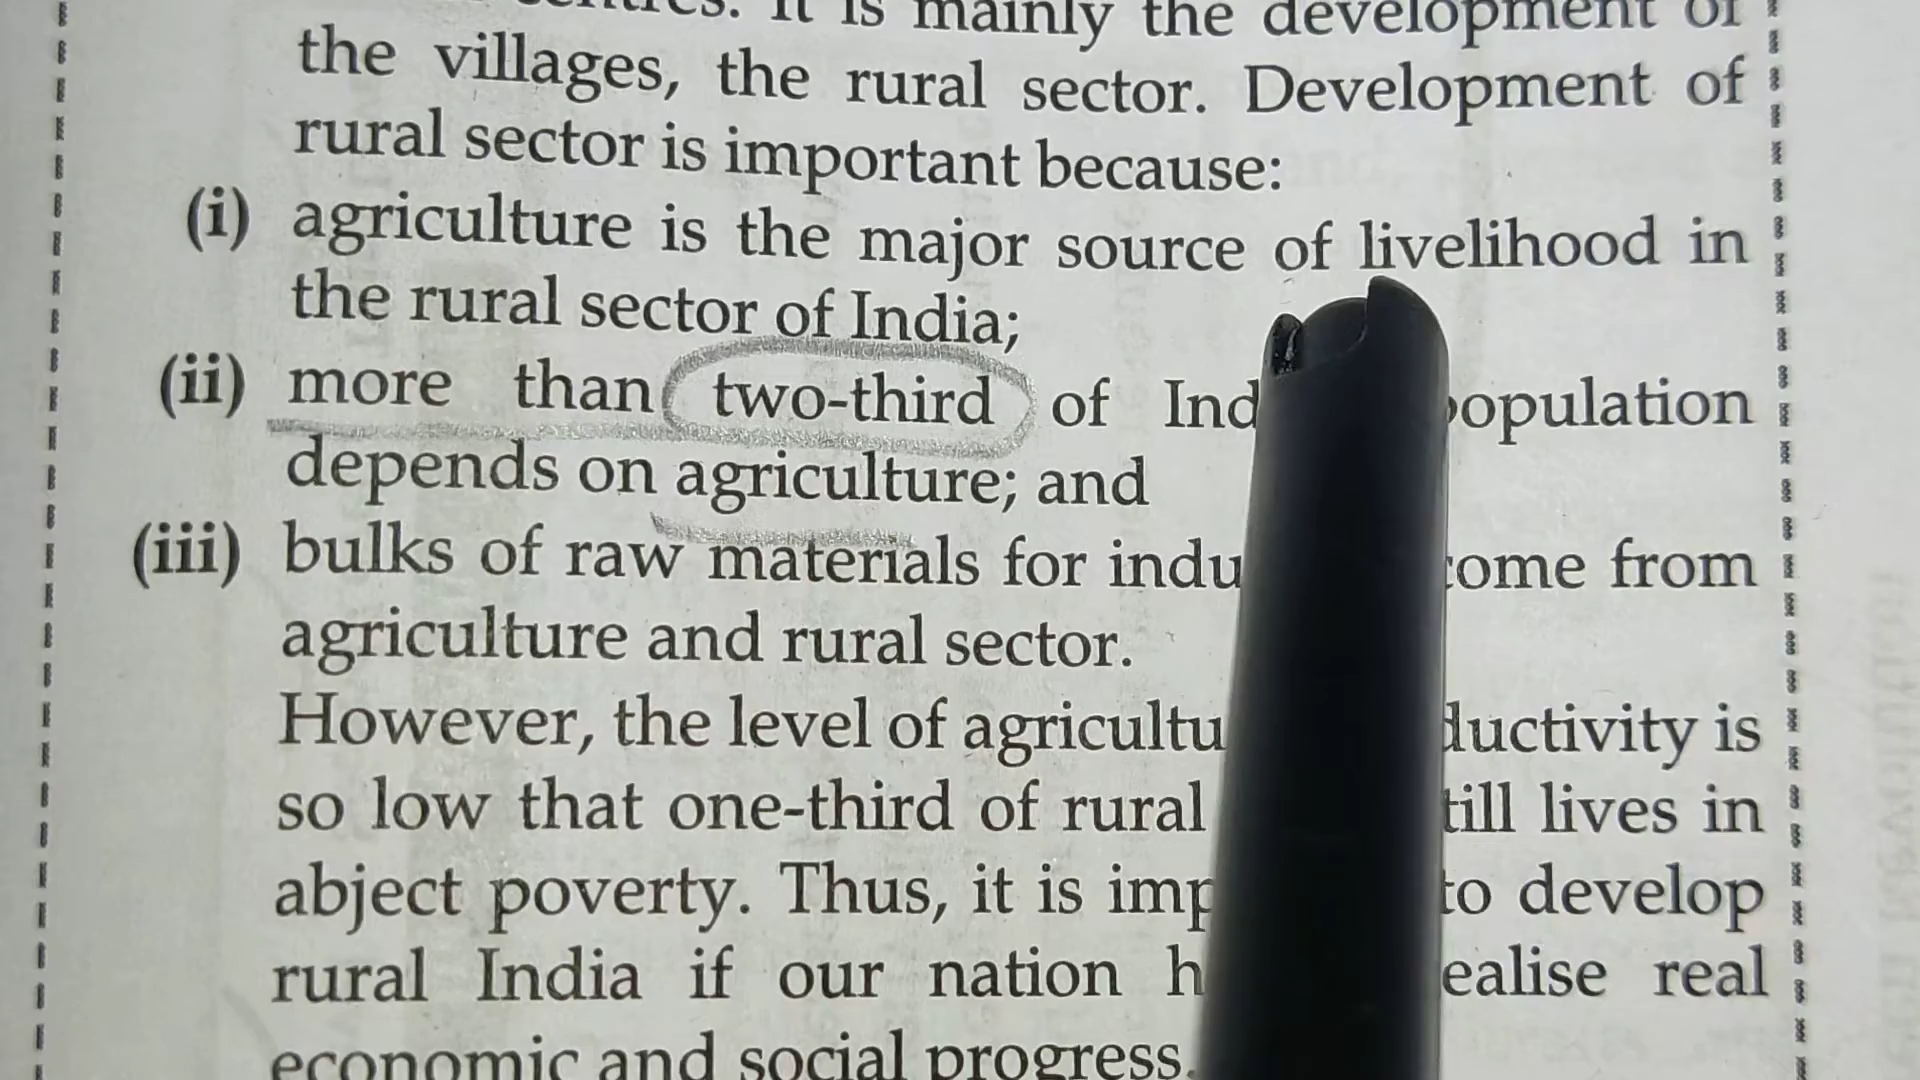 centres. It is mainly the development of
the villages, the rural sector. Development of
rural sector is important because:
(i) agriculture is the major source of livelihood in
the rural sector of India;
(ii) more than two-third of Ind opulation
depends on agriculture; and
(iii) bulks of raw materials for indu come from
agriculture and rural sector.
However, the level of agricultu ductivity is
so low that one-third of rural till lives in
abject poverty. Thus, it is imp to develop
rural India if our nation h ealise real
economic and social progress.